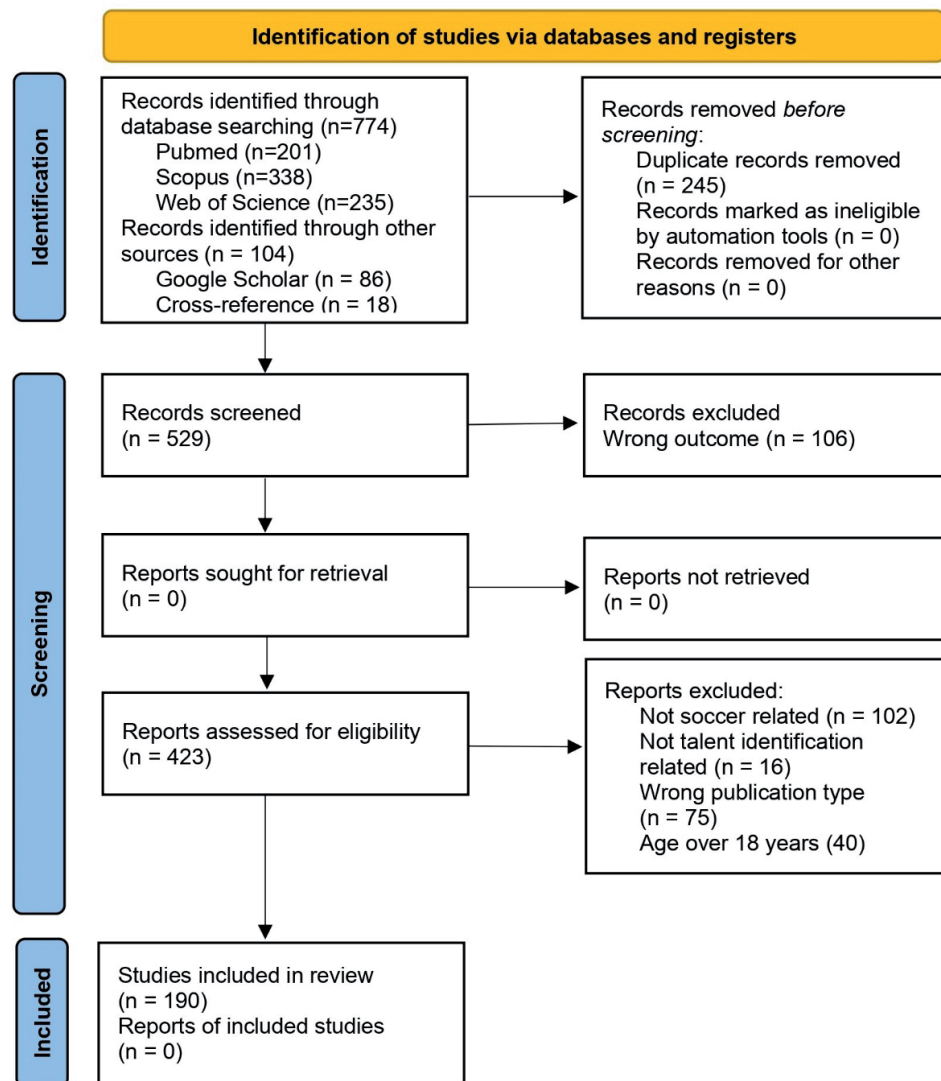 Identification of studies via databases and registers
Identification
Records identified through
database searching (n=774)
Pubmed (n=201)
Scopus (n=338)
Web of Science (n=235)
Records identified through other
sources (n = 104)
Google Scholar (n = 86)
Cross-reference (n = 18)
Records removed before
screening:
Duplicate records removed
(n = 245)
Records marked as ineligible
by automation tools (n = 0)
Records removed for other
reasons (n = 0)
Screening
Records screened
(n = 529)
Records excluded
Wrong outcome (n = 106)
Reports sought for retrieval
(n = 0)
Reports not retrieved
(n = 0)
Reports assessed for eligibility
(n = 423)
Reports excluded:
Not soccer related (n = 102)
Not talent identification
related (n = 16)
Wrong publication type
(n = 75)
Age over 18 years (40)
Included
Studies included in review
(n = 190)
Reports of included studies
(n = 0)